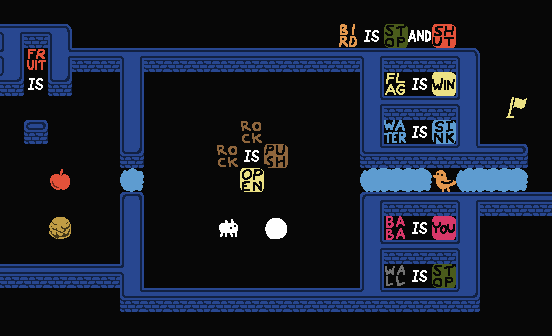 BIRD IS STOP AND SHUT
FRUIT IS
FLAG IS WIN
WATER IS SINK
ROCK
ROCK IS PUSH
OPEN
BABA IS YOU
WALL IS STOP